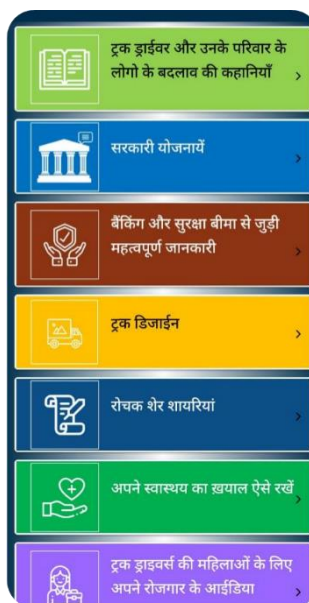 ट्रक ड्राईवर और उनके परिवार के
लोगो के बदलाव की कहानियाँ
सरकारी योजनायें
बैंकिंग और सुरक्षा बीमा से जुड़ी
महत्वपूर्ण जानकारी
ट्रक डिजाईन
रोचक शेर शायरियां
अपने स्वास्थय का ख़याल ऐसे रखें
ट्रक ड्राइवर्स की महिलाओं के लिए
अपने रोजगार के आईडिया